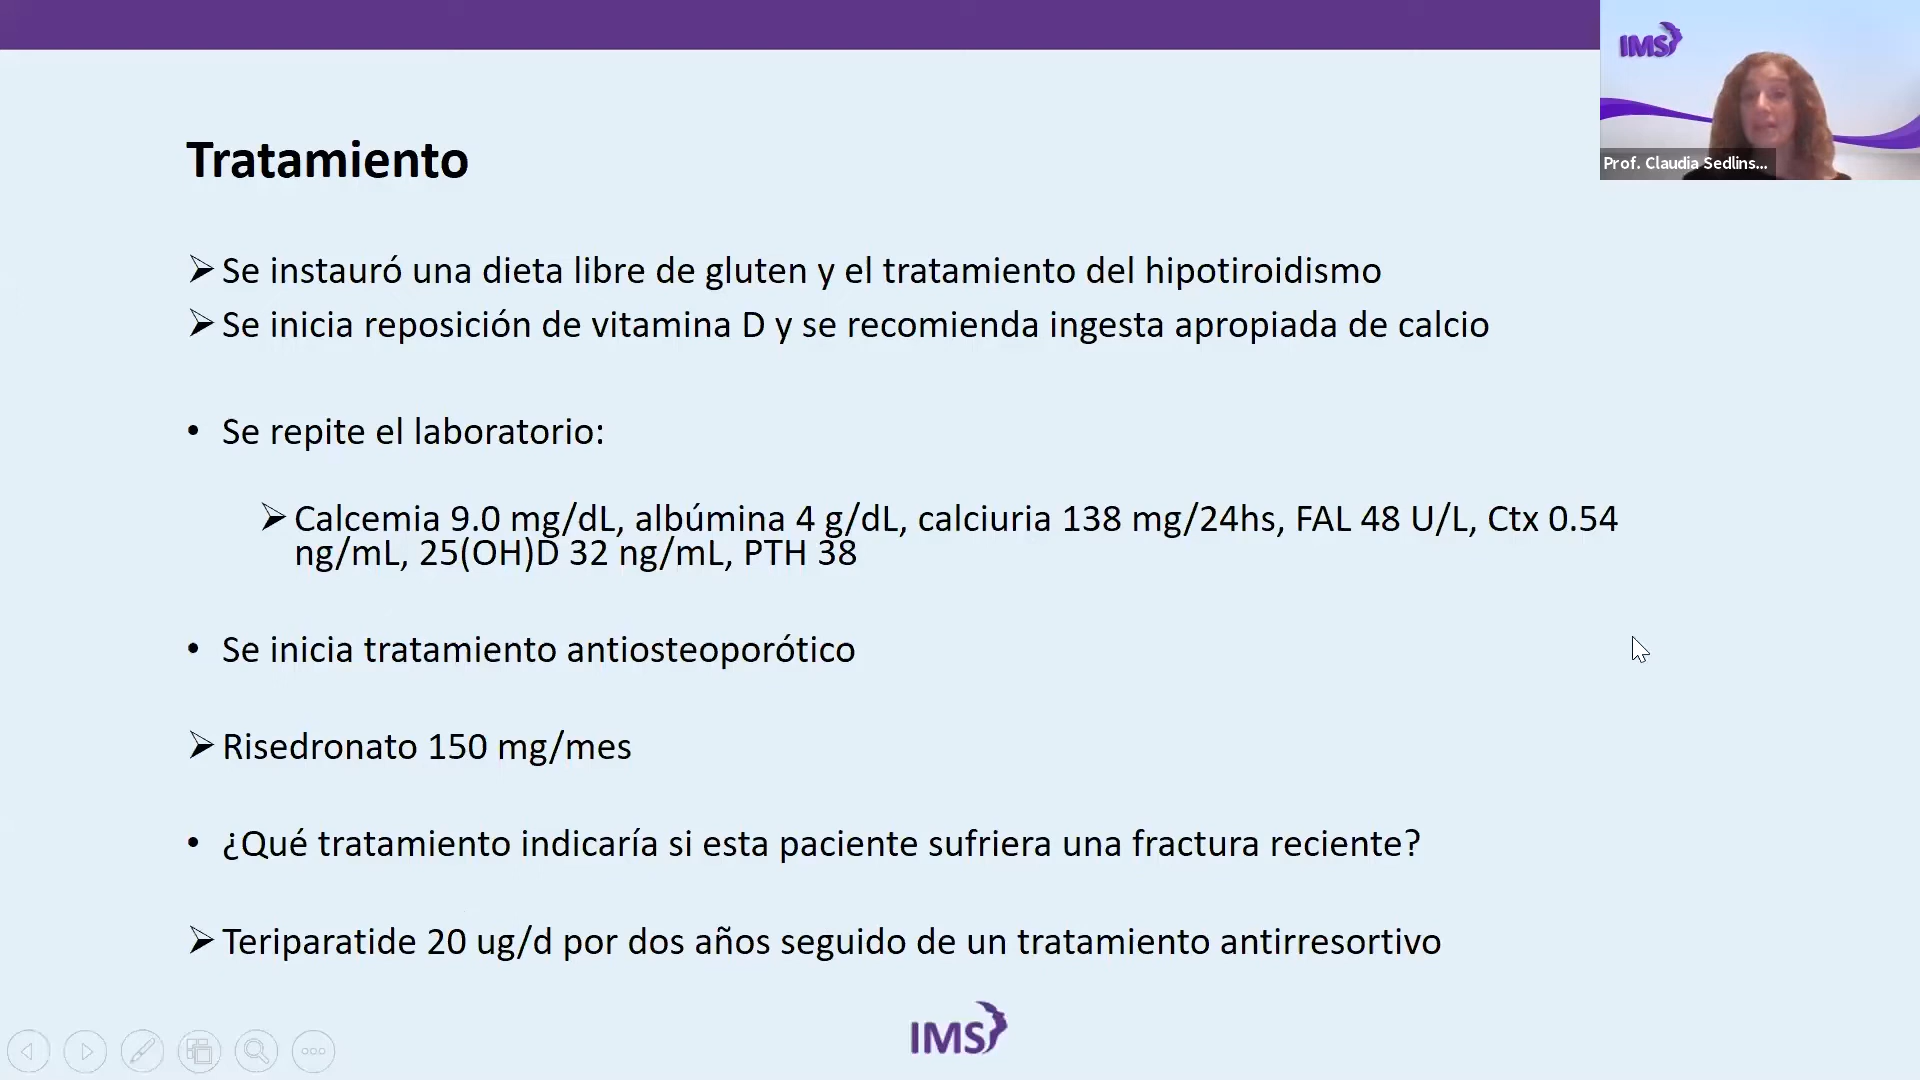 IMS
Prof. Claudia Sedlins...
Tratamiento
Se instauró una dieta libre de gluten y el tratamiento del hipotiroidismo
Se inicia reposición de vitamina D y se recomienda ingesta apropiada de calcio
• Se repite el laboratorio:
Calcemia 9.0 mg/dL, albúmina 4 g/dL, calciuria 138 mg/24hs, FAL 48 U/L, Ctx 0.54
ng/mL, 25(OH)D 32 ng/mL, PTH 38
• Se inicia tratamiento antiosteoporótico
Risedronato 150 mg/mes
• ¿Qué tratamiento indicaría si esta paciente sufriera una fractura reciente?
Teriparatide 20 ug/d por dos años seguido de un tratamiento antirresortivo
IMS